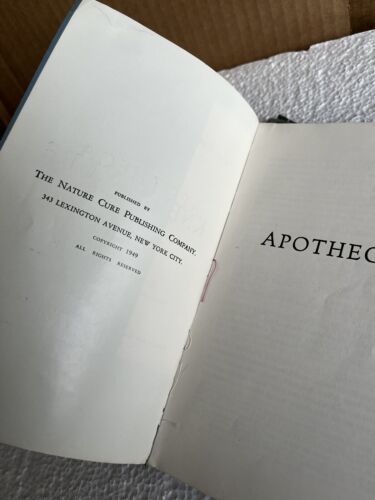 PUBLISHED BY
THE NATURE CURE PUBLISHING COMPANY,
343 LEXINGTON AVENUE, NEW YORK CITY.
COPYRIGHT 1949
ALL RIGHTS RESERVED
APOTHEC